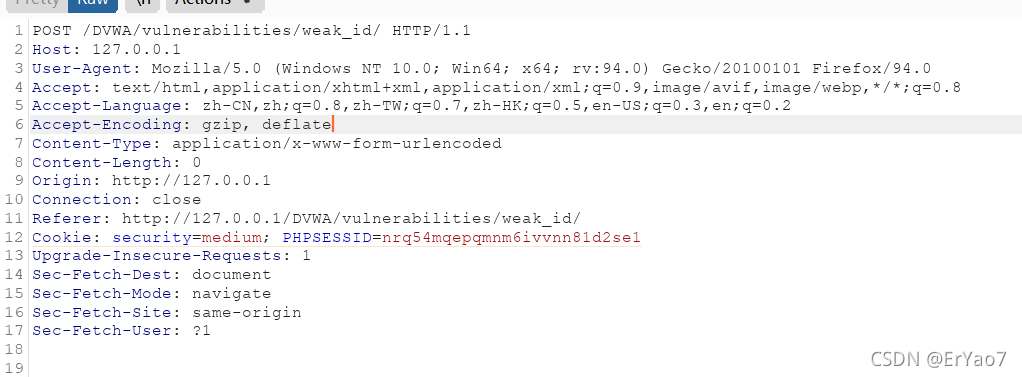 Pretty Raw \n Actions
1 POST /DVWA/vulnerabilities/weak_id/ HTTP/1.1
2 Host: 127.0.0.1
3 User-Agent: Mozilla/5.0 (Windows NT 10.0; Win64; x64; rv:94.0) Gecko/20100101 Firefox/94.0
4 Accept: text/html,application/xhtml+xml,application/xml;q=0.9,image/avif,image/webp,*/*;q=0.8
5 Accept-Language: zh-CN,zh;q=0.8,zh-TW;q=0.7,zh-HK;q=0.5,en-US;q=0.3,en;q=0.2
6 Accept-Encoding: gzip, deflate
7 Content-Type: application/x-www-form-urlencoded
8 Content-Length: 0
9 Origin: http://127.0.0.1
10 Connection: close
11 Referer: http://127.0.0.1/DVWA/vulnerabilities/weak_id/
12 Cookie: security=medium; PHPSESSID=nrq54mqepqmnm6ivvnn81d2se1
13 Upgrade-Insecure-Requests: 1
14 Sec-Fetch-Dest: document
15 Sec-Fetch-Mode: navigate
16 Sec-Fetch-Site: same-origin
17 Sec-Fetch-User: ?1
18
19
CSDN @ErYao7